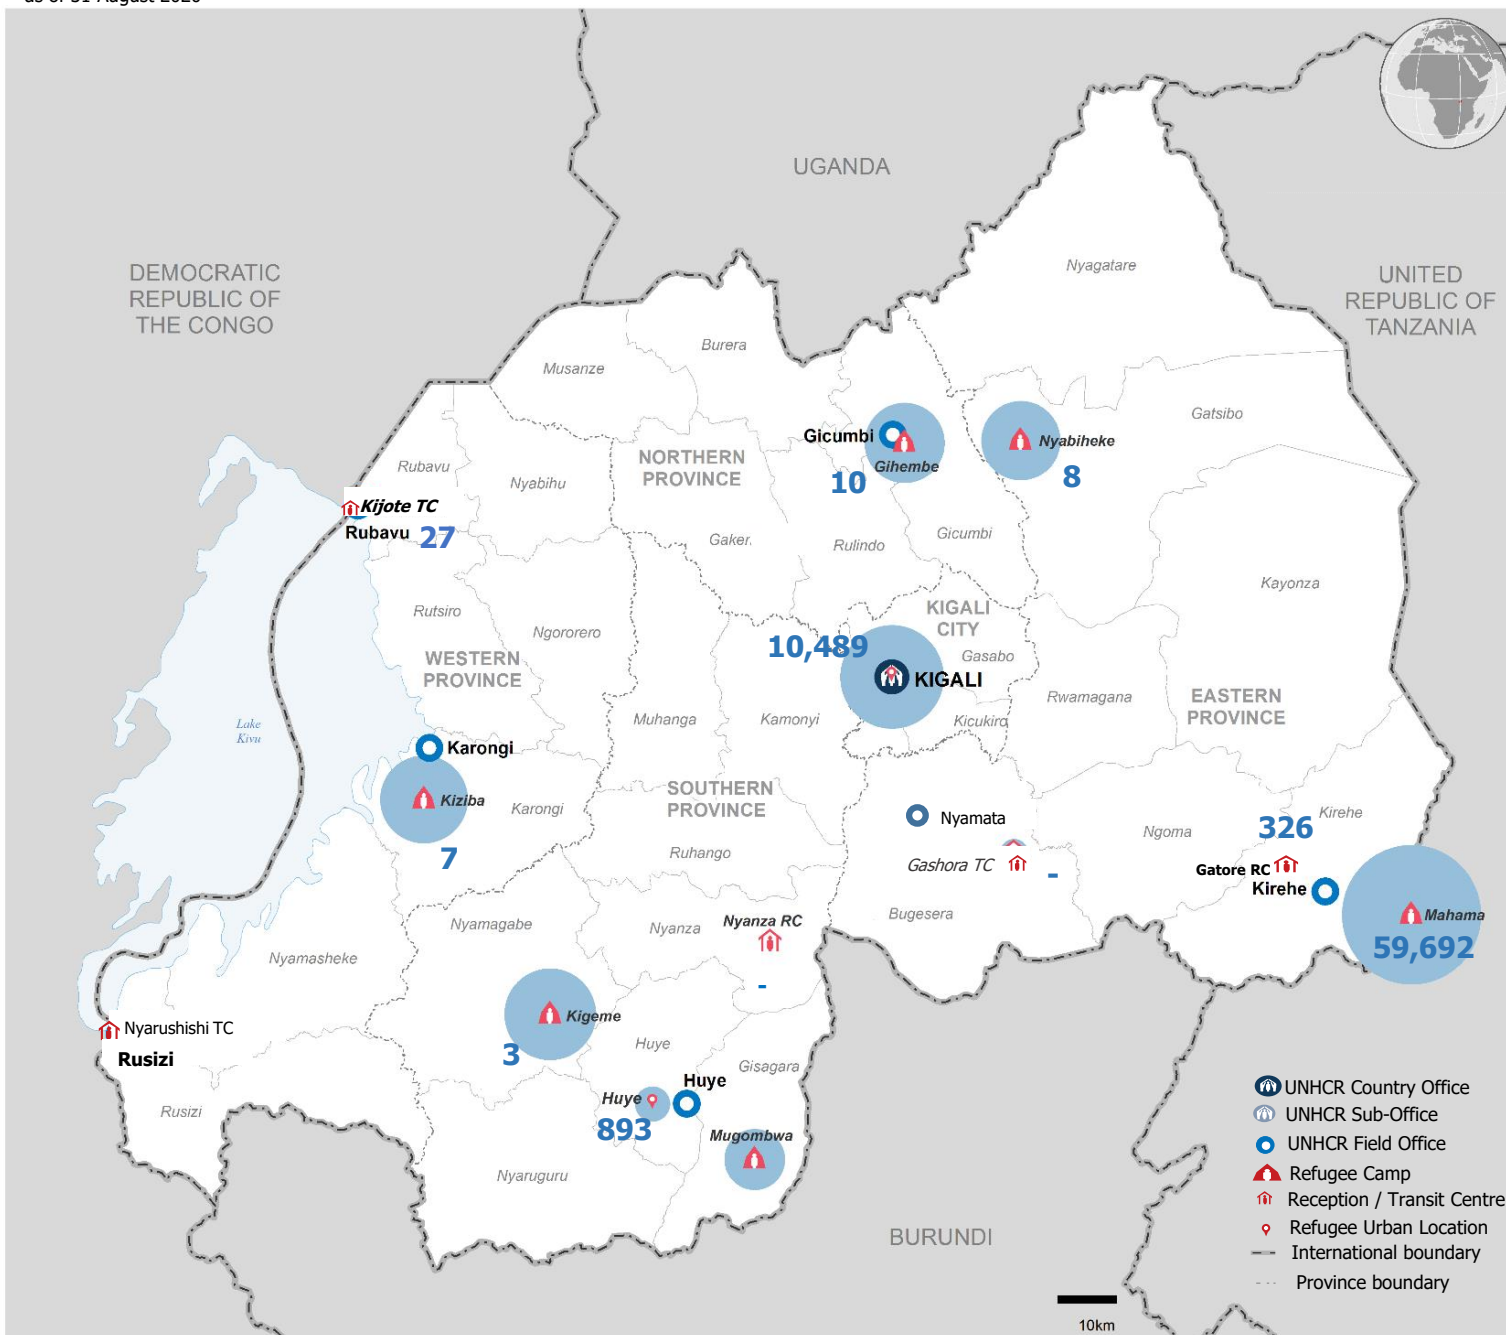 as of 31 August 2020
UGANDA
DEMOCRATIC
REPUBLIC OF
THE CONGO
UNITED
REPUBLIC OF
TANZANIA
Nyagatare
Burera
Musanze
Gatsibo
Gicumbi
Gihembe
10
Nyabiheke
8
NORTHERN
PROVINCE
Rubavu
Nyabihu
Kijote TC
Rubavu
27
Gaker.
Rulindo
Gicumbi
Kayonza
Rutsiro
Ngororero
KIGALI
CITY
10,489
Gasabo
WESTERN
PROVINCE
KIGALI
Rwamagana
EASTERN
PROVINCE
Lake
Kivu
Muhanga
Kamonyi
Kicukiro
Karongi
Kiziba
Karongi
7
SOUTHERN
PROVINCE
Nyamata
Ngoma
Kirehe
326
Ruhango
Gashora TC
-
Gatore RC
Kirehe
Nyamagabe
Nyanza
Nyanza RC
-
Bugesera
Mahama
59,692
Nyamasheke
Kigeme
3
Nyarushishi TC
Rusizi
Huye
Gisagara
Rusizi
Huye
Huye
893
Mugombwa
Nyaruguru
BURUNDI
UNHCR Country Office
UNHCR Sub-Office
UNHCR Field Office
Refugee Camp
Reception / Transit Centre
Refugee Urban Location
International boundary
Province boundary
10km